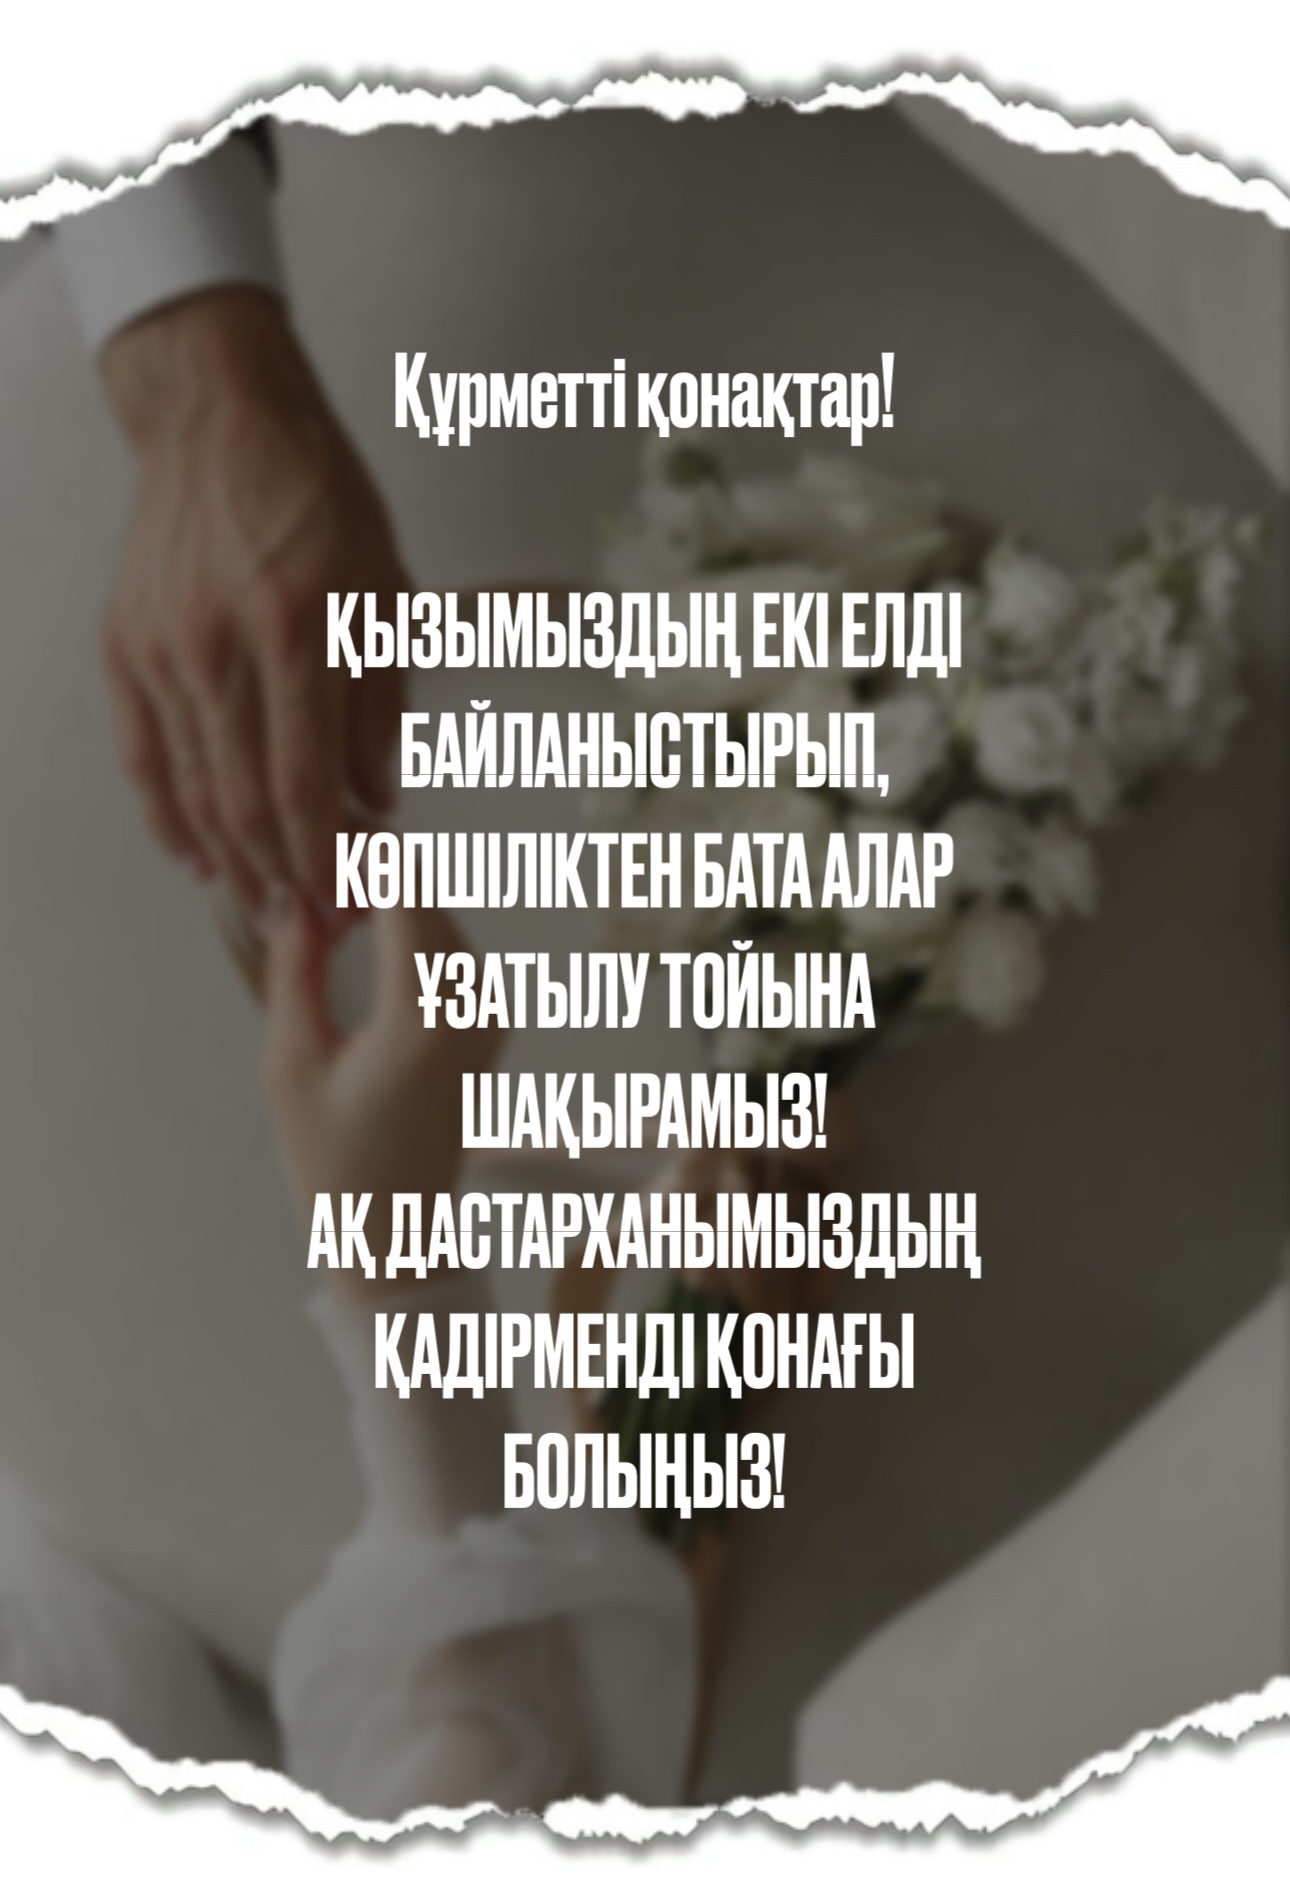 Құрметті қонақтар!
ҚЫЗЫМЫЗДЫҢ ЕКІ ЕЛДІ
БАЙЛАНЫСТЫРЫП,
КӨПШІЛІКТЕН БАТА АЛАР
ҰЗАТЫЛУ ТОЙЫНА
ШАҚЫРАМЫЗ!
АҚ ДАСТАРХАНЫМЫЗДЫҢ
ҚАДІРМЕНДІ ҚОНАҒЫ
БОЛЫҢЫЗ!